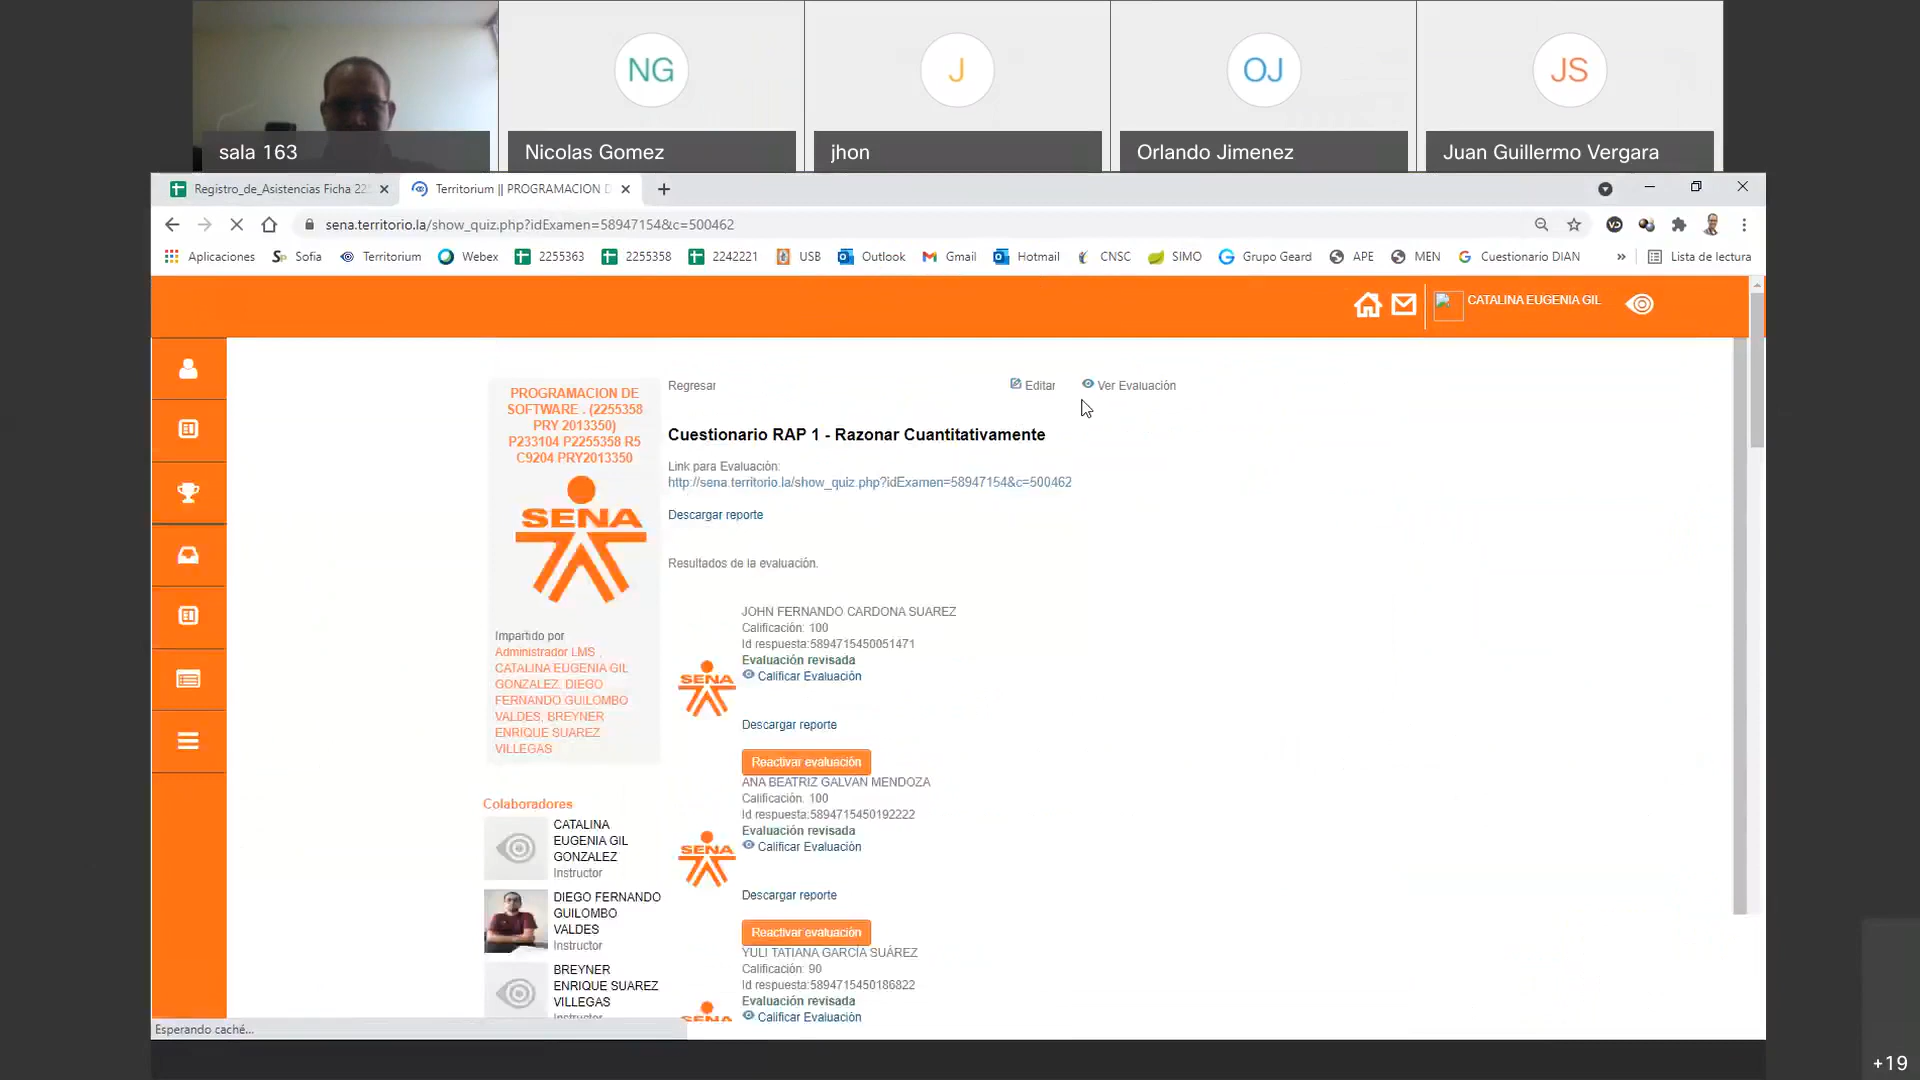 NG
J
OJ
JS
sala 163
Nicolas Gomez
jhon
Orlando Jimenez
Juan Guillermo Vergara
Registro_de_Asistencias Ficha 22
Territorium || PROGRAMACION D
sena.territorio.la/show_quiz.php?idExamen=58947154&c=500462
Aplicaciones
Sofia
Territorium
Webex
2255363
2255358
2242221
USB
Outlook
Gmail
Hotmail
CNSC
SIMO
Grupo Geard
APE
MEN
Cuestionario DIAN
»
Lista de lectura
CATALINA EUGENIA GIL
PROGRAMACION DE
SOFTWARE . (2255358
PRY 2013350)
P233104 P2255358 R5
C9204 PRY2013350
SENA
Impartido por
Administrador LMS ,
CATALINA EUGENIA GIL
GONZALEZ, DIEGO
FERNANDO GUILOMBO
VALDES, BREYNER
ENRIQUE SUAREZ
VILLEGAS
Colaboradores
CATALINA
EUGENIA GIL
GONZALEZ
Instructor
DIEGO FERNANDO
GUILOMBO
VALDES
Instructor
BREYNER
ENRIQUE SUAREZ
VILLEGAS
Instructor
Regresar
Editar
Ver Evaluación
Cuestionario RAP 1 - Razonar Cuantitativamente
Link para Evaluación:
http://sena.territorio.la/show_quiz.php?idExamen=58947154&c=500462
Descargar reporte
Resultados de la evaluación.
JOHN FERNANDO CARDONA SUAREZ
Calificación: 100
Id respuesta:5894715450051471
Evaluación revisada
Calificar Evaluación
SENA
Descargar reporte
Reactivar evaluación
ANA BEATRIZ GALVAN MENDOZA
Calificación: 100
Id respuesta:5894715450192222
Evaluación revisada
Calificar Evaluación
SENA
Descargar reporte
Reactivar evaluación
YULI TATIANA GARCÍA SUÁREZ
Calificación: 90
Id respuesta:5894715450186822
Evaluación revisada
Calificar Evaluación
SENA
Esperando caché...
+19